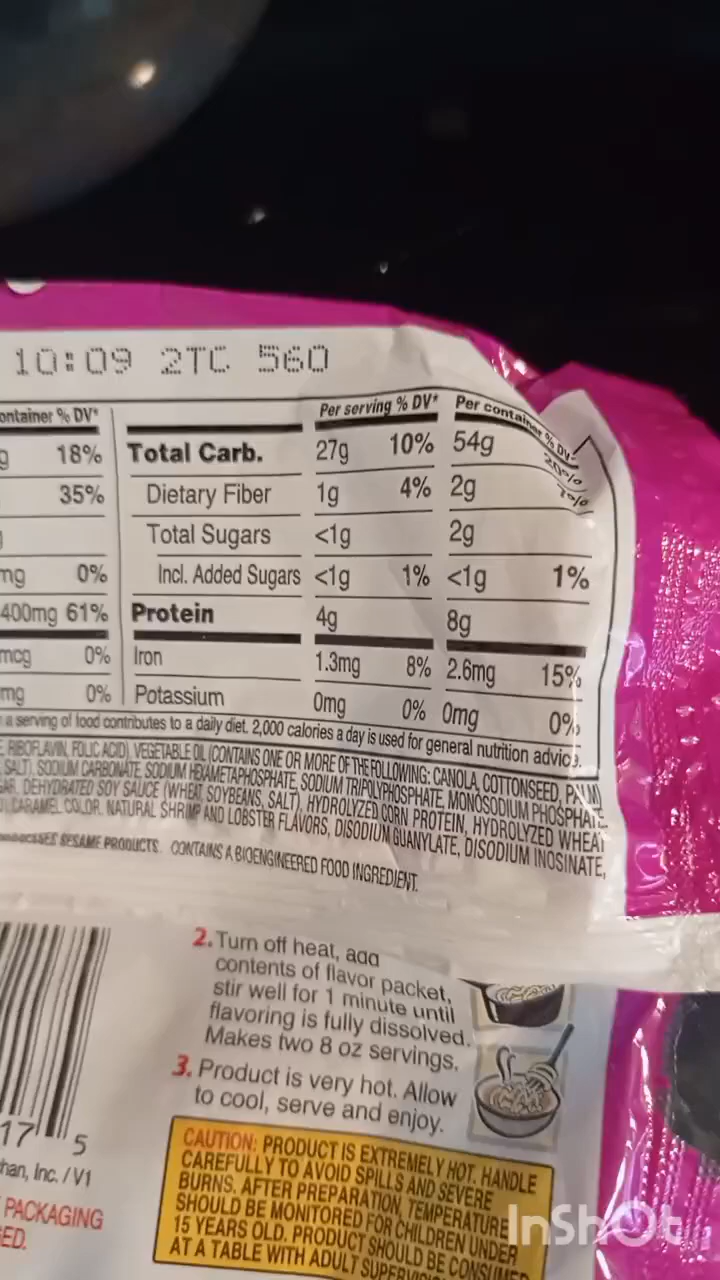 10:09 2TC 560
% DV*
Per serving % DV* Per container % DV*
g 18% Total Carb. 27g 10% 54g 20%
35% Dietary Fiber 1g 4% 2g 7%
Total Sugars <1g 2g
mg 0% Incl. Added Sugars <1g 1% <1g 1%
400mg 61% Protein 4g 8g
mcg 0% Iron 1.3mg 8% 2.6mg 15%
mg 0% Potassium 0mg 0% 0mg 0%
a serving of food contributes to a daily diet. 2,000 calories a day is used for general nutrition advice.
RIBOFLAVIN, FOLIC ACID), VEGETABLE OIL (CONTAINS ONE OR MORE OF THE FOLLOWING: CANOLA, COTTONSEED, PALM)
SALT), SODIUM CARBONATE, SODIUM HEXAMETAPHOSPHATE, SODIUM TRIPOLYPHOSPHATE, MONOSODIUM PHOSPHATE.
DEHYDRATED SOY SAUCE (WHEAT, SOYBEANS, SALT), HYDROLYZED CORN PROTEIN, HYDROLYZED WHEAT
CARAMEL COLOR, NATURAL SHRIMP AND LOBSTER FLAVORS, DISODIUM GUANYLATE, DISODIUM INOSINATE,
SESAME PRODUCTS. CONTAINS A BIOENGINEERED FOOD INGREDIENT.
2. Turn off heat, add
contents of flavor packet,
stir well for 1 minute until
flavoring is fully dissolved.
Makes two 8 oz servings.
3. Product is very hot. Allow
to cool, serve and enjoy.
17 5
Inc. / V1
PACKAGING
CAUTION: PRODUCT IS EXTREMELY HOT. HANDLE
CAREFULLY TO AVOID SPILLS AND SEVERE
BURNS. AFTER PREPARATION, TEMPERATURE
SHOULD BE MONITORED FOR CHILDREN UNDER
15 YEARS OLD. PRODUCT SHOULD BE CONSUMED
AT A TABLE WITH ADULT
InShOt